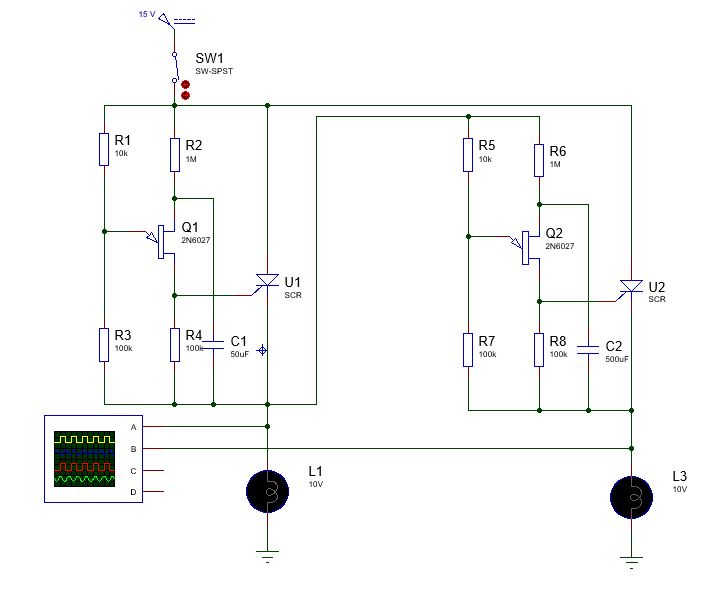 15 V
SW1
SW-SPST
R1
10k
R2
1M
R5
10k
R6
1M
Q1
2N6027
Q2
2N6027
U1
SCR
U2
SCR
R3
100k
R4
100k
C1
50uF
R7
100k
R8
100k
C2
500uF
A
B
C
D
L1
10V
L3
10V